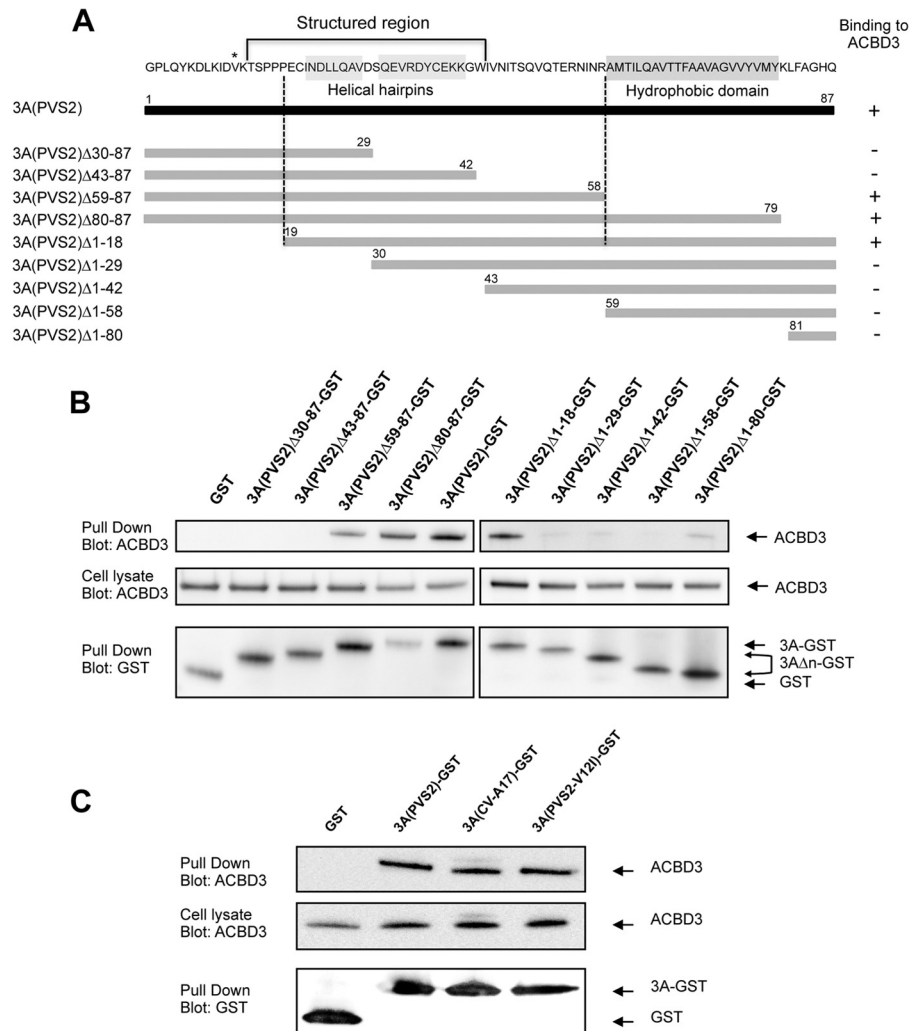 A
Structured region
Binding to
ACBD3
*
GPLQYKDLKIDVKTSPPPECINDLLQAVDSQEVRDYCEKKGWIVNITSQVQTERNINRAMTILQAVTTFAAVAGVVYVMYKLFAGHQ
Helical hairpins
Hydrophobic domain
3A(PVS2) 1 87 +
3A(PVS2)Δ30-87 29 -
3A(PVS2)Δ43-87 42 -
3A(PVS2)Δ59-87 58 +
3A(PVS2)Δ80-87 79 +
3A(PVS2)Δ1-18 19 +
3A(PVS2)Δ1-29 30 -
3A(PVS2)Δ1-42 43 -
3A(PVS2)Δ1-58 59 -
3A(PVS2)Δ1-80 81 -
B
GST
3A(PVS2)Δ30-87-GST
3A(PVS2)Δ43-87-GST
3A(PVS2)Δ59-87-GST
3A(PVS2)Δ80-87-GST
3A(PVS2)-GST
3A(PVS2)Δ1-18-GST
3A(PVS2)Δ1-29-GST
3A(PVS2)Δ1-42-GST
3A(PVS2)Δ1-58-GST
3A(PVS2)Δ1-80-GST
Pull Down
Blot: ACBD3
ACBD3
Cell lysate
Blot: ACBD3
ACBD3
Pull Down
Blot: GST
3A-GST
3AΔn-GST
GST
C
GST
3A(PVS2)-GST
3A(CV-A17)-GST
3A(PVS2-V12I)-GST
Pull Down
Blot: ACBD3
ACBD3
Cell lysate
Blot: ACBD3
ACBD3
Pull Down
Blot: GST
3A-GST
GST